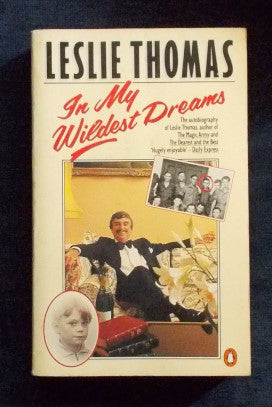 LESLIE THOMAS
In My
Wildest Dreams
The autobiography
of Leslie Thomas, author of
The Magic Army and
The Dearest and the Best
'Hugely enjoyable' – Daily Express